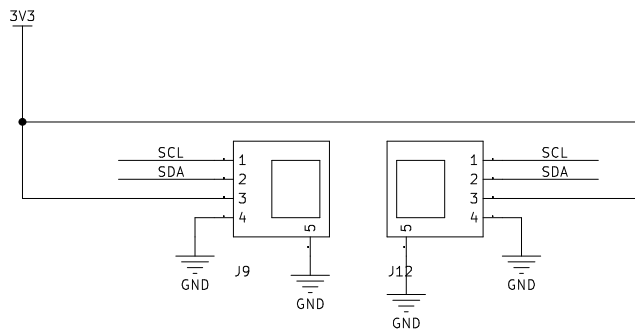 3V3
SCL 1 1 SCL
SDA 2 2 SDA
3 3
4 4
5 5
J9 J12
GND GND
GND
GND